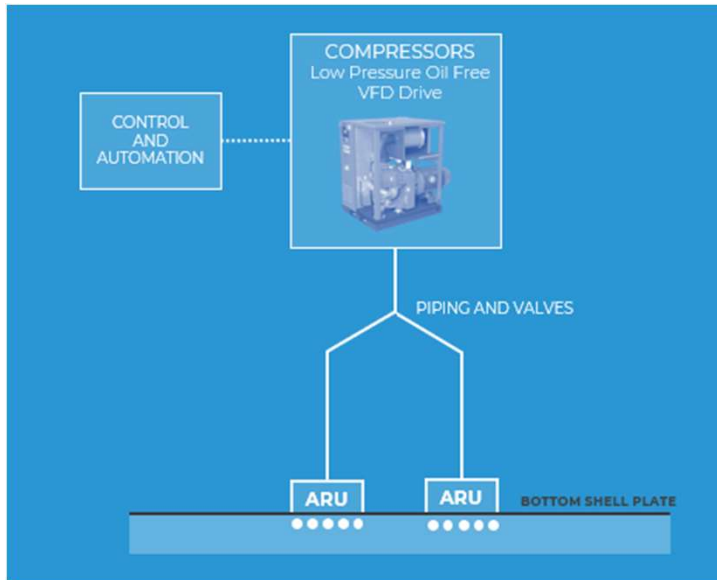 COMPRESSORS
Low Pressure Oil Free
VFD Drive
CONTROL
AND
AUTOMATION
PIPING AND VALVES
ARU
ARU
BOTTOM SHELL PLATE